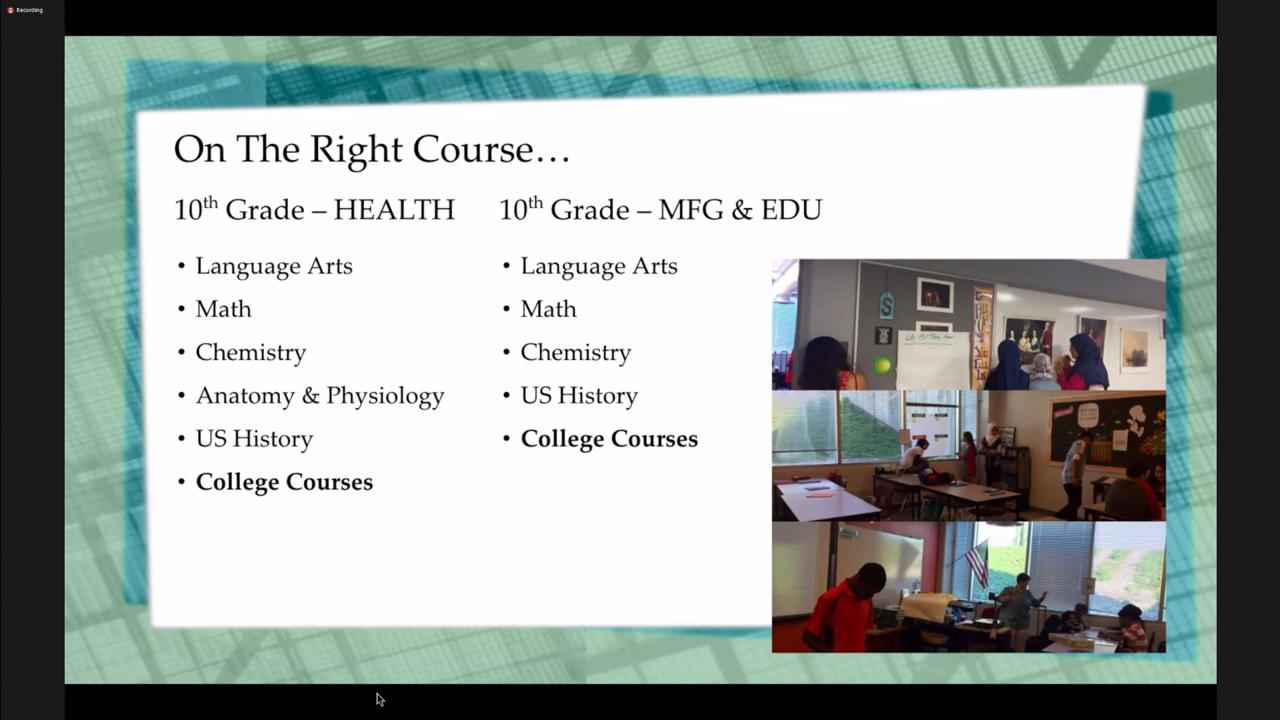 Recording
On The Right Course…
10th Grade – HEALTH
• Language Arts
• Math
• Chemistry
• Anatomy & Physiology
• US History
• College Courses
10th Grade – MFG & EDU
• Language Arts
• Math
• Chemistry
• US History
• College Courses
S